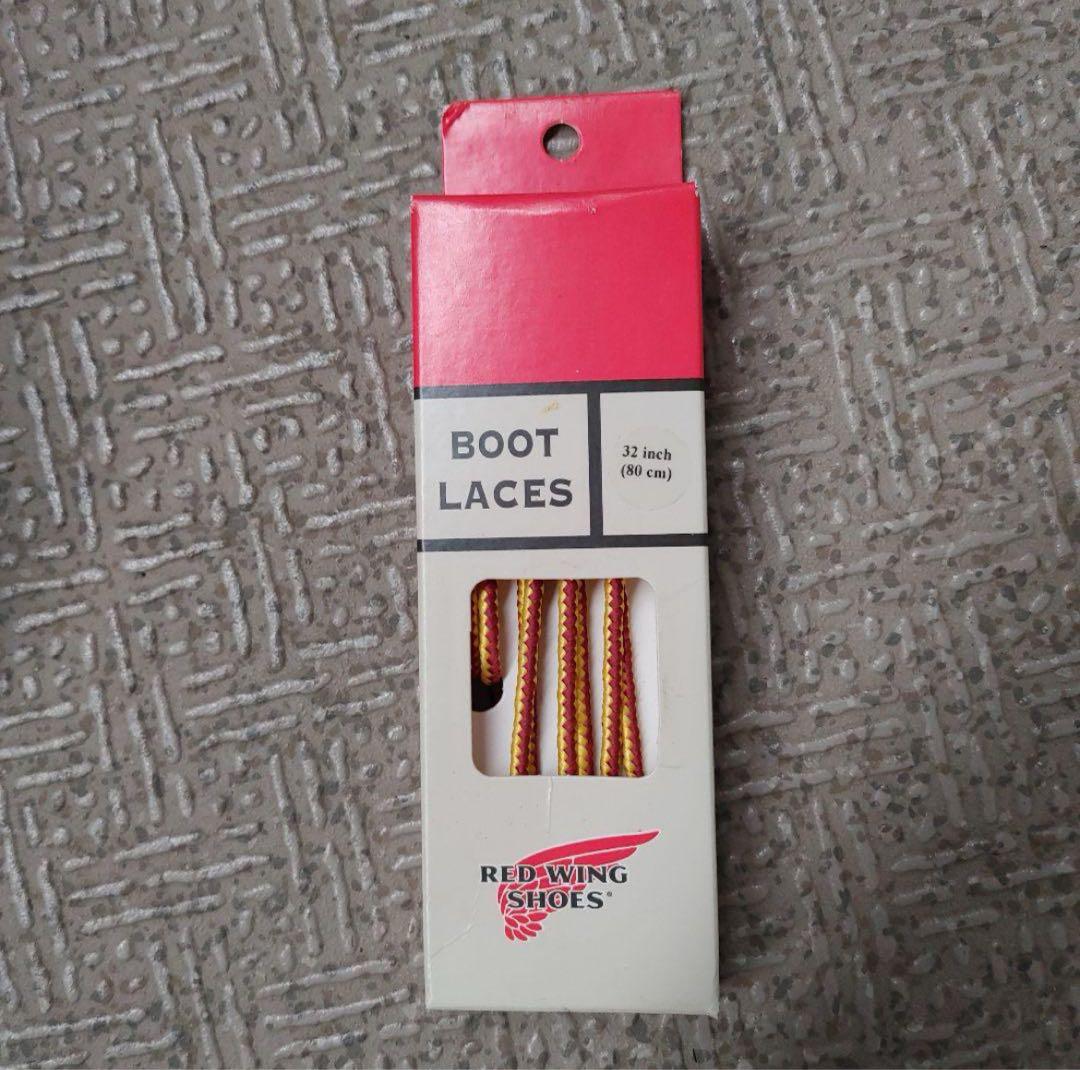 BOOT
LACES
32 inch
(80 cm)
RED WING
SHOES®